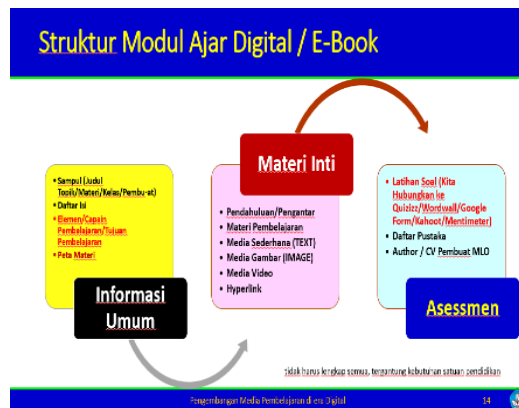 Struktur Modul Ajar Digital / E-Book
• Sampul (Judul
Topik/Materi/Kelas/Pembu-at)
• Daftar Isi
• Elemen/Capain
Pembelajaran/Tujuan
Pembelajaran
• Peta Materi
Informasi
Umum
Materi Inti
• Pendahuluan/Pengantar
• Materi Pembelajaran
• Media Sederhana (TEXT)
• Media Gambar (IMAGE)
• Media Video
• Hyperlink
• Latihan Soal (Kita
Hubungkan ke
Quizizz/Wordwall/Google
Form/Kahoot/Mentimeter)
• Daftar Pustaka
• Author / CV Pembuat MLO
Asessmen
tidak harus lengkap semua, tergantung kebutuhan satuan pendidikan
Pengembangan Media Pembelajaran di era Digital
14